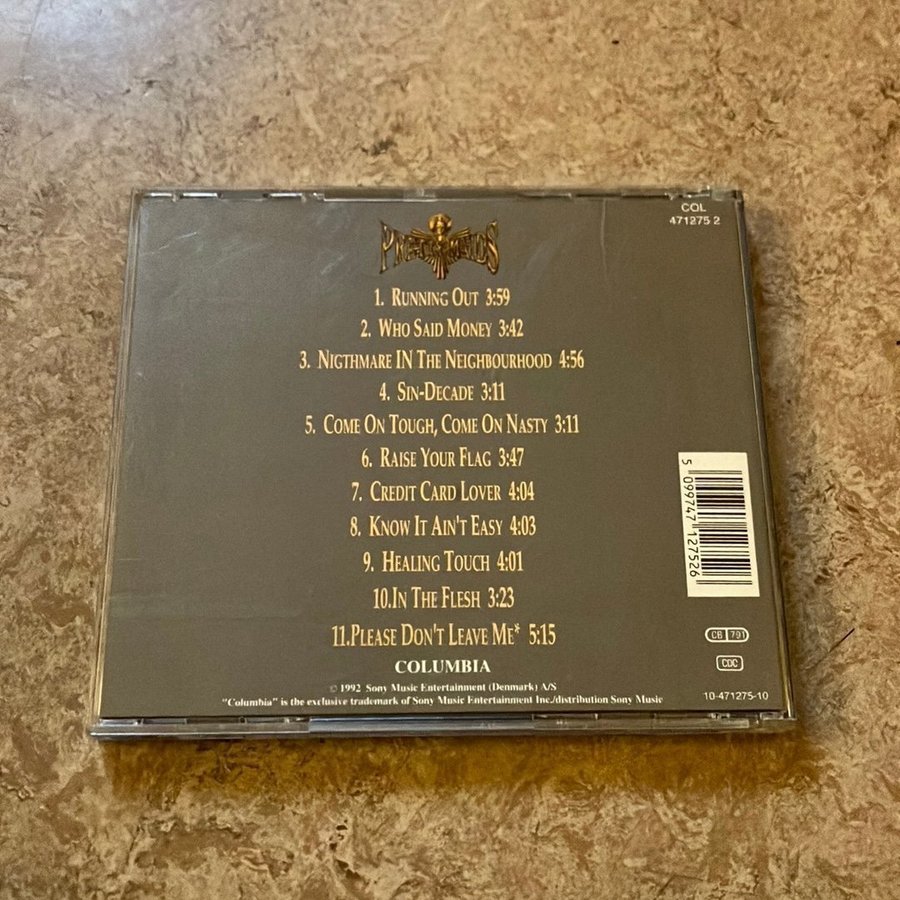 COL
471275 2
PRETTY MAIDS
1. RUNNING OUT 3:59
2. WHO SAID MONEY 3:42
3. NIGTHMARE IN THE NEIGHBOURHOOD 4:56
4. SIN-DECADE 3:11
5. COME ON TOUGH, COME ON NASTY 3:11
6. RAISE YOUR FLAG 3:47
7. CREDIT CARD LOVER 4:04
8. KNOW IT AIN'T EASY 4:03
9. HEALING TOUCH 4:01
10.IN THE FLESH 3:23
11.PLEASE DON'T LEAVE ME* 5:15
COLUMBIA
© 1992 Sony Music Entertainment (Denmark) A/S
"Columbia" is the exclusive trademark of Sony Music Entertainment Inc./distribution Sony Music
5 099747 127526
CB 791
CDC
10-471275-10